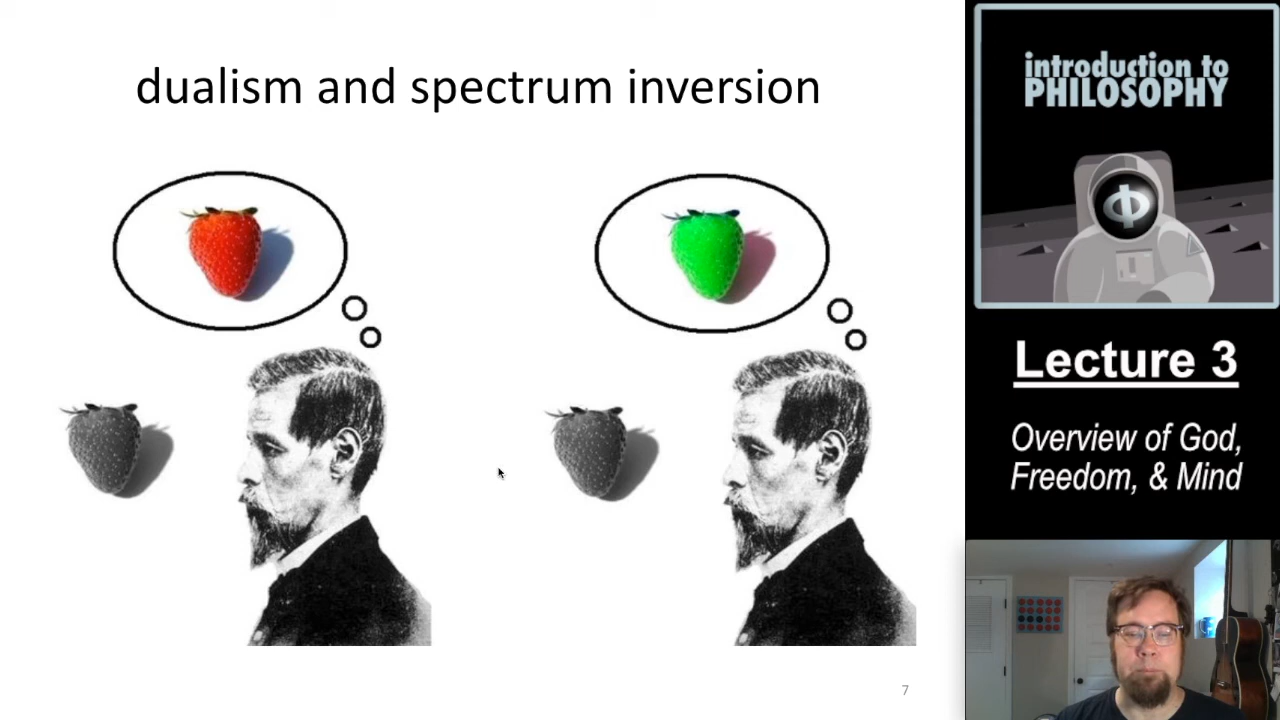 dualism and spectrum inversion
7
introduction to
PHILOSOPHY
Φ
Lecture 3
Overview of God,
Freedom, & Mind